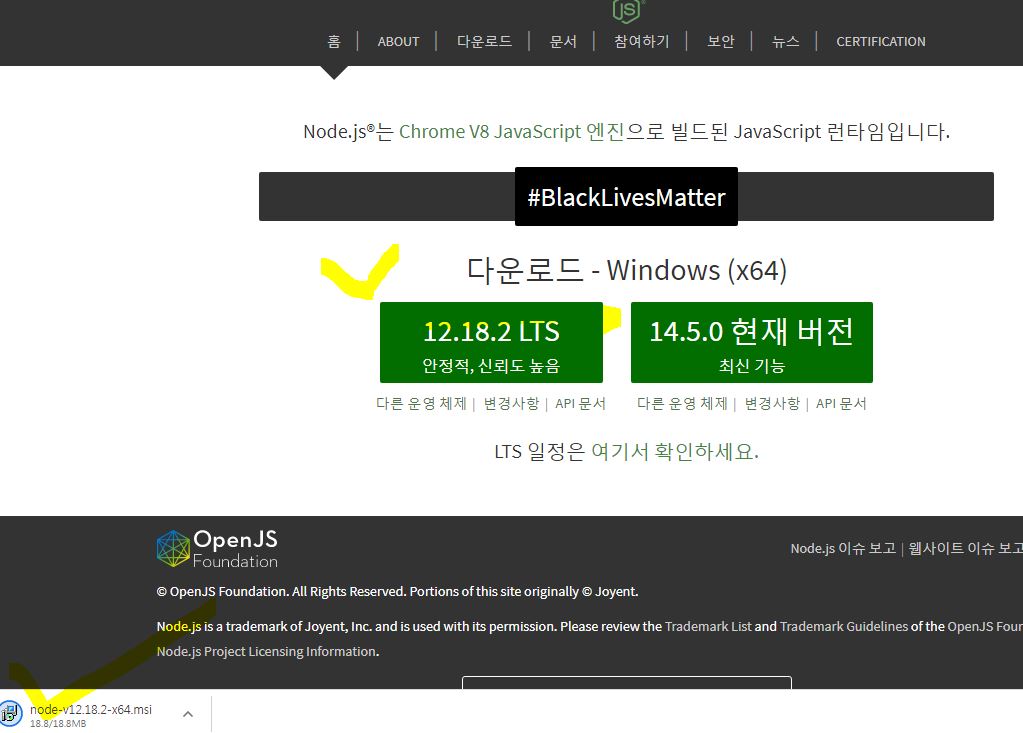 JS
홈 | ABOUT | 다운로드 | 문서 | 참여하기 | 보안 | 뉴스 | CERTIFICATION
Node.js®는 Chrome V8 JavaScript 엔진으로 빌드된 JavaScript 런타임입니다.
#BlackLivesMatter
다운로드 - Windows (x64)
12.18.2 LTS
안정적, 신뢰도 높음
14.5.0 현재 버전
최신 기능
다른 운영 체제 | 변경사항 | API 문서
다른 운영 체제 | 변경사항 | API 문서
LTS 일정은 여기서 확인하세요.
OpenJS
Foundation
Node.js 이슈 보고 | 웹사이트 이슈 보고
© OpenJS Foundation. All Rights Reserved. Portions of this site originally © Joyent.
Node.js is a trademark of Joyent, Inc. and is used with its permission. Please review the Trademark List and Trademark Guidelines of the OpenJS Foun
Node.js Project Licensing Information.
node-v12.18.2-x64.msi
18.8/18.8MB